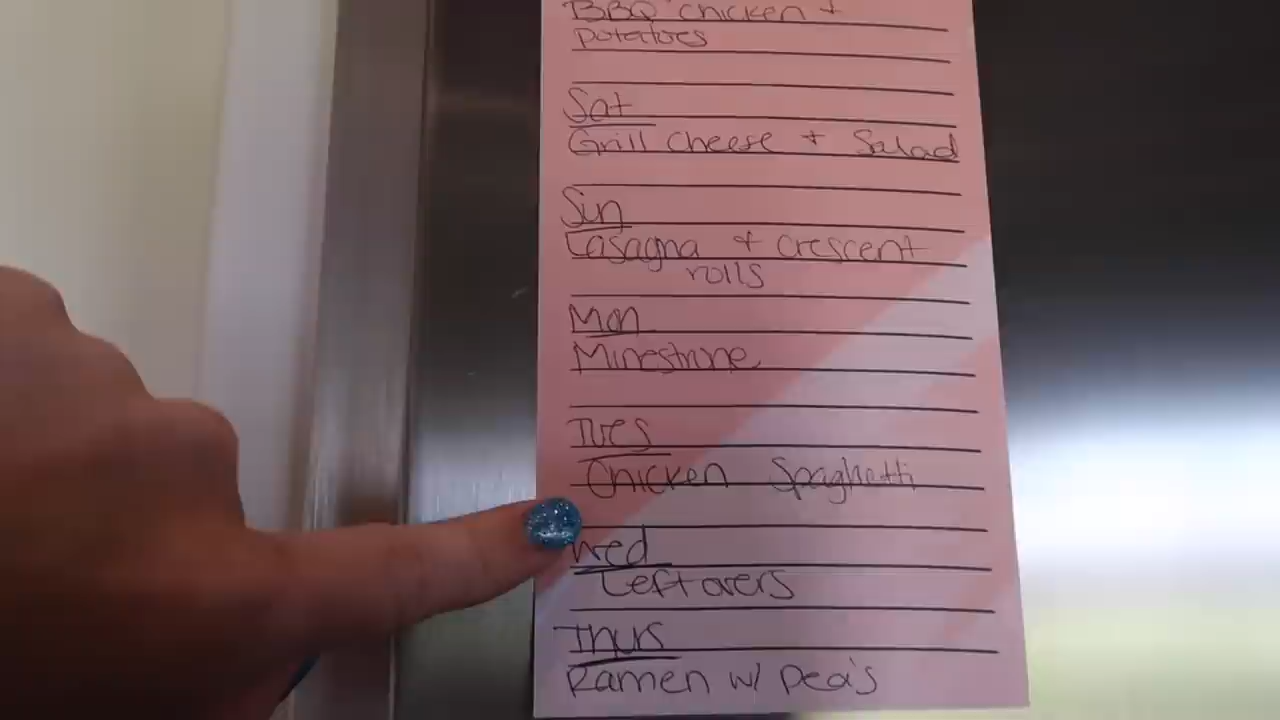 BBQ chicken +
potatoes
Sat
Grill cheese + Salad
Sun
Lasagna + crescent
rolls
Mon
Minestrone
Tues
Chicken Spaghetti
Wed
Leftovers
Thurs
Ramen w/ pea's